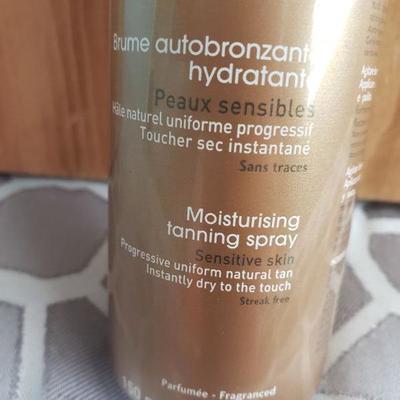 Brume autobronzante
hydratante
Peaux sensibles
Hâle naturel uniforme progressif
Toucher sec instantané
Sans traces
Moisturising
tanning spray
Sensitive skin
Progressive uniform natural tan
Instantly dry to the touch
Streak free
Parfumée - Fragranced
150